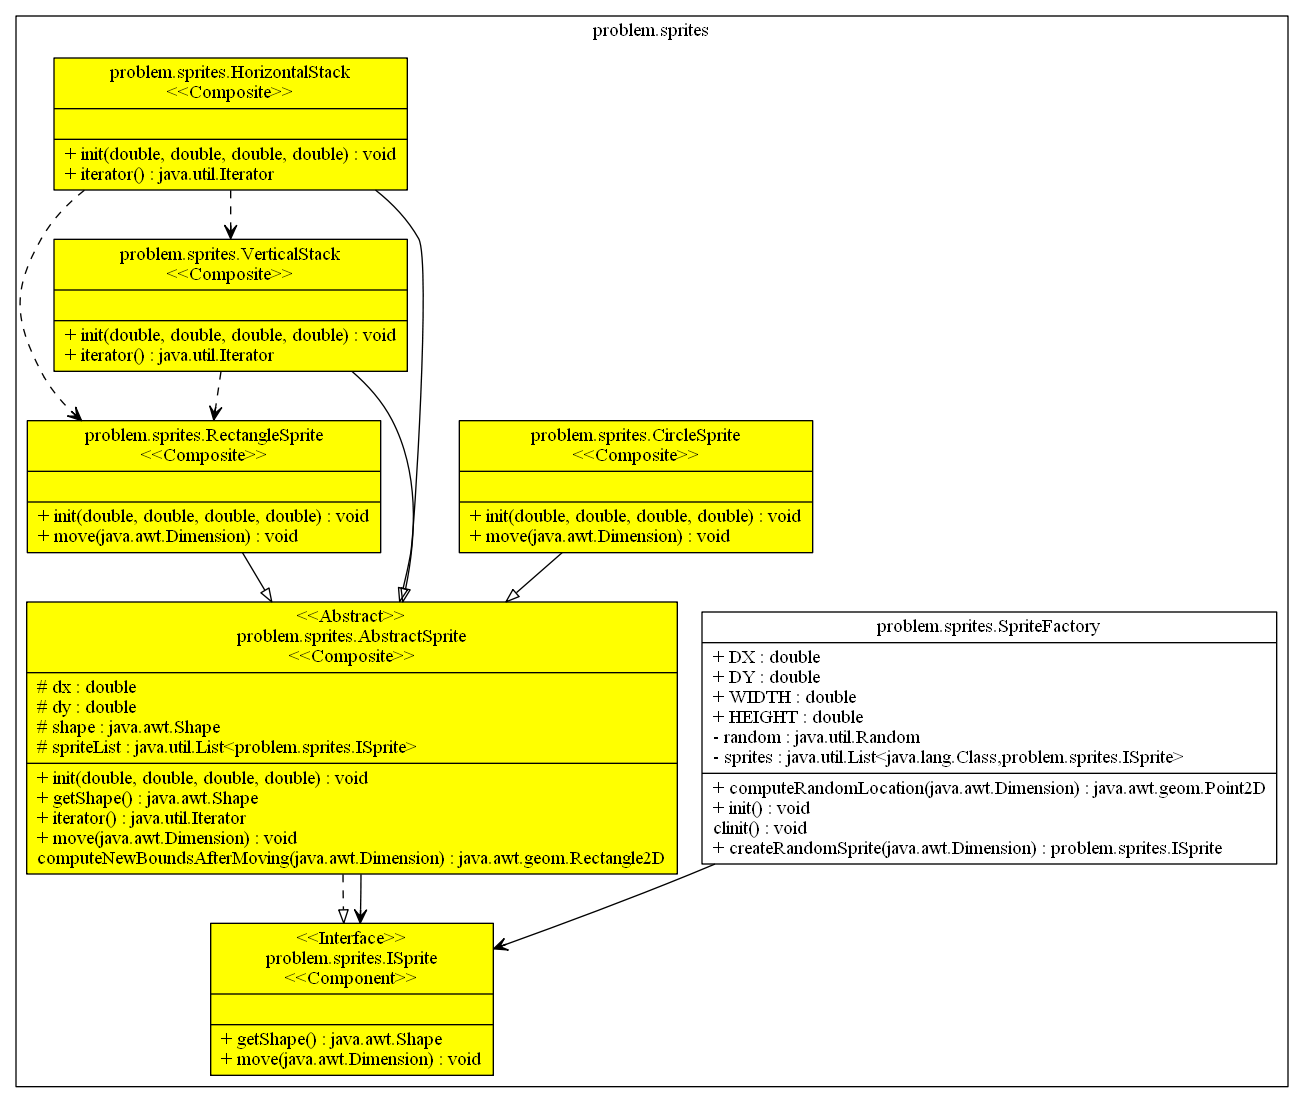 problem.sprites
problem.sprites.HorizontalStack
<<Composite>>
+ init(double, double, double, double) : void
+ iterator() : java.util.Iterator
problem.sprites.VerticalStack
<<Composite>>
+ init(double, double, double, double) : void
+ iterator() : java.util.Iterator
problem.sprites.RectangleSprite
<<Composite>>
+ init(double, double, double, double) : void
+ move(java.awt.Dimension) : void
problem.sprites.CircleSprite
<<Composite>>
+ init(double, double, double, double) : void
+ move(java.awt.Dimension) : void
<<Abstract>>
problem.sprites.AbstractSprite
<<Composite>>
# dx : double
# dy : double
# shape : java.awt.Shape
# spriteList : java.util.List<problem.sprites.ISprite>
+ init(double, double, double, double) : void
+ getShape() : java.awt.Shape
+ iterator() : java.util.Iterator
+ move(java.awt.Dimension) : void
computeNewBoundsAfterMoving(java.awt.Dimension) : java.awt.geom.Rectangle2D
problem.sprites.SpriteFactory
+ DX : double
+ DY : double
+ WIDTH : double
+ HEIGHT : double
- random : java.util.Random
- sprites : java.util.List<java.lang.Class,problem.sprites.ISprite>
+ computeRandomLocation(java.awt.Dimension) : java.awt.geom.Point2D
+ init() : void
clinit() : void
+ createRandomSprite(java.awt.Dimension) : problem.sprites.ISprite
<<Interface>>
problem.sprites.ISprite
<<Component>>
+ getShape() : java.awt.Shape
+ move(java.awt.Dimension) : void